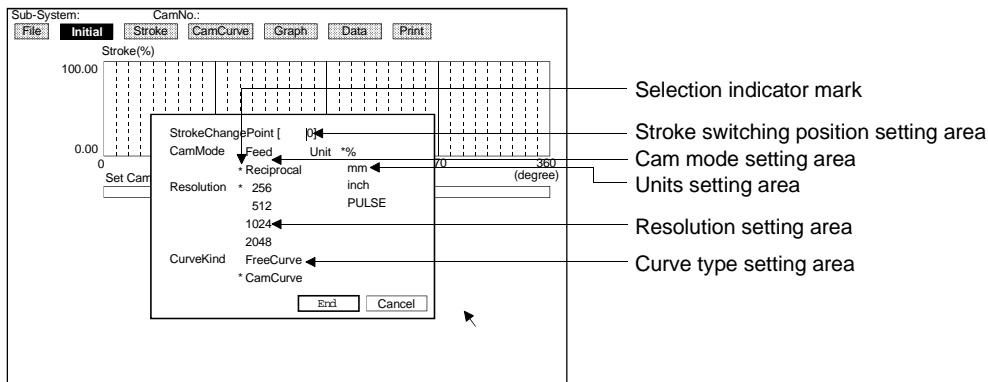 Sub-System: CamNo.:
File Initial Stroke CamCurve Graph Data Print
Stroke(%)
100.00
0.00
0 70 360
(degree)
Set Cam
StrokeChangePoint [ 0]
CamMode Feed Unit *%
* Reciprocal mm
Resolution * 256 inch
512 PULSE
1024
2048
CurveKind FreeCurve
* CamCurve
End Cancel
Selection indicator mark
Stroke switching position setting area
Cam mode setting area
Units setting area
Resolution setting area
Curve type setting area